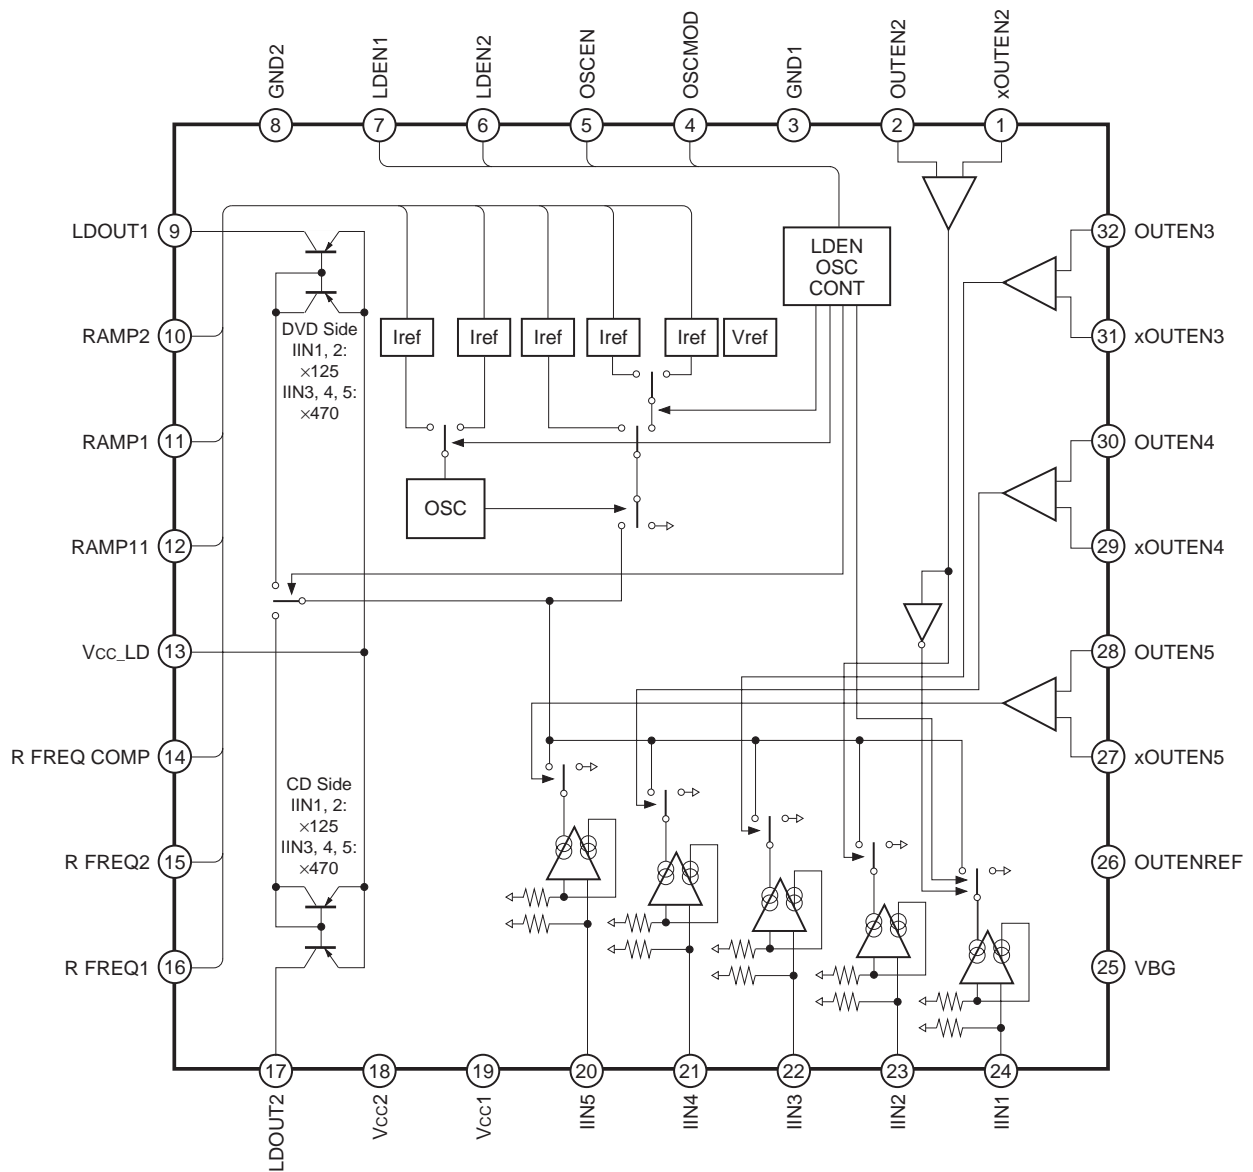 GND2
LDEN1
LDEN2
OSCEN
OSCMOD
GND1
OUTEN2
xOUTEN2
8
7
6
5
4
3
2
1
LDOUT1
9
32
OUTEN3
LDEN
OSC
CONT
DVD Side
IIN1, 2:
×125
IIN3, 4, 5:
×470
Iref
Iref
Iref
Iref
Iref
Vref
RAMP2
10
31
xOUTEN3
RAMP1
11
30
OUTEN4
OSC
RAMP11
12
29
xOUTEN4
Vcc_LD
13
28
OUTEN5
R FREQ COMP
14
27
xOUTEN5
CD Side
IIN1, 2:
×125
IIN3, 4, 5:
×470
R FREQ2
15
26
OUTENREF
R FREQ1
16
25
VBG
17
18
19
20
21
22
23
24
LDOUT2
Vcc2
Vcc1
IIN5
IIN4
IIN3
IIN2
IIN1